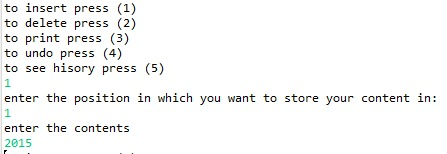 to insert press (1)
to delete press (2)
to print press (3)
to undo press (4)
to see hisory press (5)
1
enter the position in which you want to store your content in:
1
enter the contents
2015